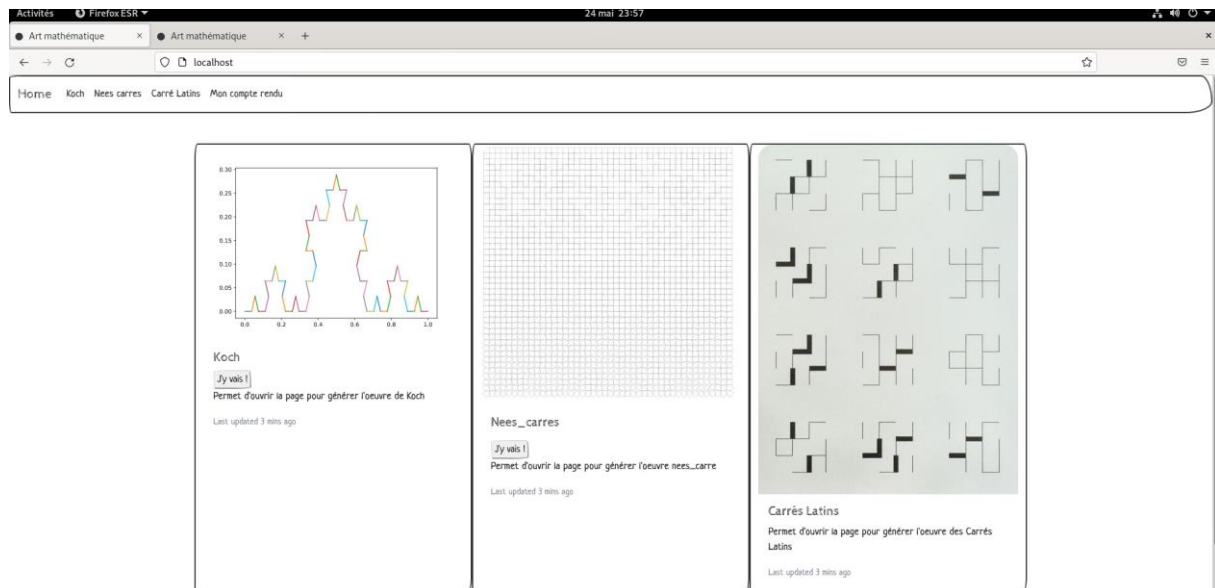 Activités Firefox ESR 24 mai 23:57
Art mathématique × Art mathématique × + ×
localhost
Home Koch Nees carres Carré Latins Mon compte rendu
0.30
0.25
0.20
0.15
0.10
0.05
0.00
0.0 0.2 0.4 0.6 0.8 1.0
Koch
J'y vais !
Permet d'ouvrir la page pour générer l'oeuvre de Koch
Last updated 3 mins ago
Nees_carres
J'y vais !
Permet d'ouvrir la page pour générer l'oeuvre nees_carre
Last updated 3 mins ago
Carrès Latins
Permet d'ouvrir la page pour générer l'oeuvre des Carrés
Latins
Last updated 3 mins ago